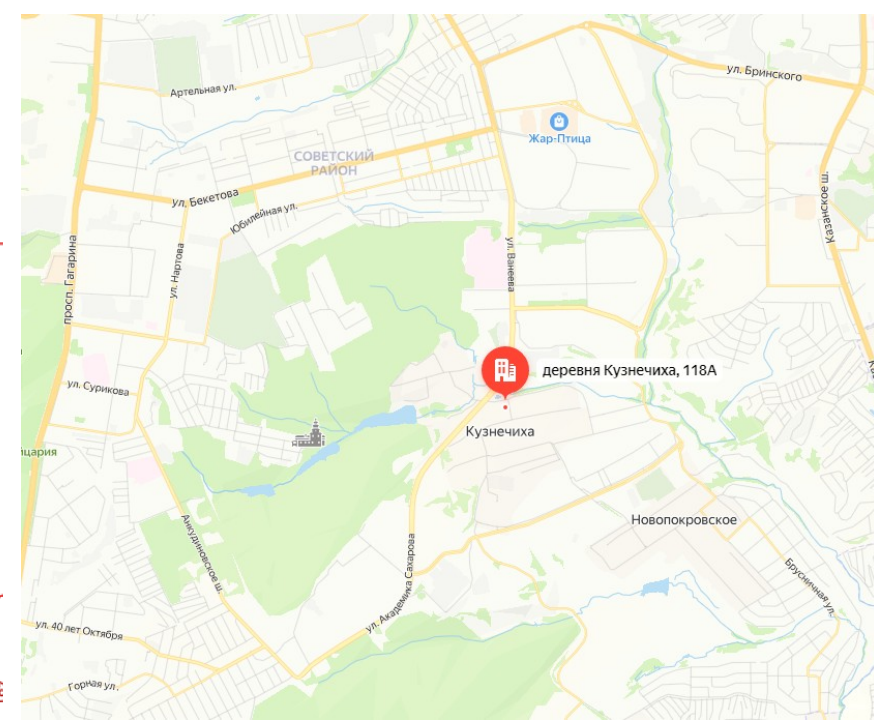 ул. Бринского
Артельная ул.
Жар-Птица
СОВЕТСКИЙ
РАЙОН
ул. Бекетова
Казанское ш.
Юбилейная ул.
просп. Гагарина
ул. Нартова
ул. Ванеева
деревня Кузнечиха, 118А
ул. Сурикова
Кузнечиха
Новопокровское
Анкудиновское ш.
ул. Академика Сахарова
Брусничная ул.
ул. 40 лет Октября
Горная ул.